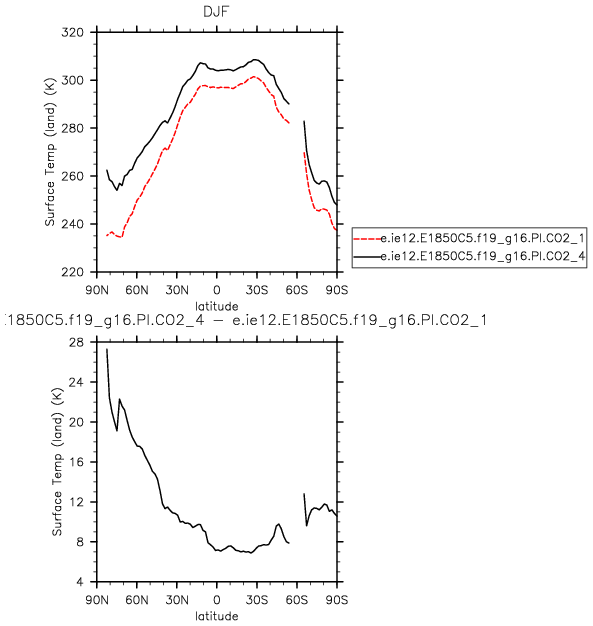 DJF
320
300
280
260
240
220
Surface Temp (land) (K)
90N 60N 30N 0 30S 60S 90S
latitude
e.ie12.E1850C5.f19_g16.PI.CO2_1
e.ie12.E1850C5.f19_g16.PI.CO2_4
.1850C5.f19_g16.PI.CO2_4 – e.ie12.E1850C5.f19_g16.PI.CO2_1
28
24
20
16
12
8
4
Surface Temp (land) (K)
90N 60N 30N 0 30S 60S 90S
latitude